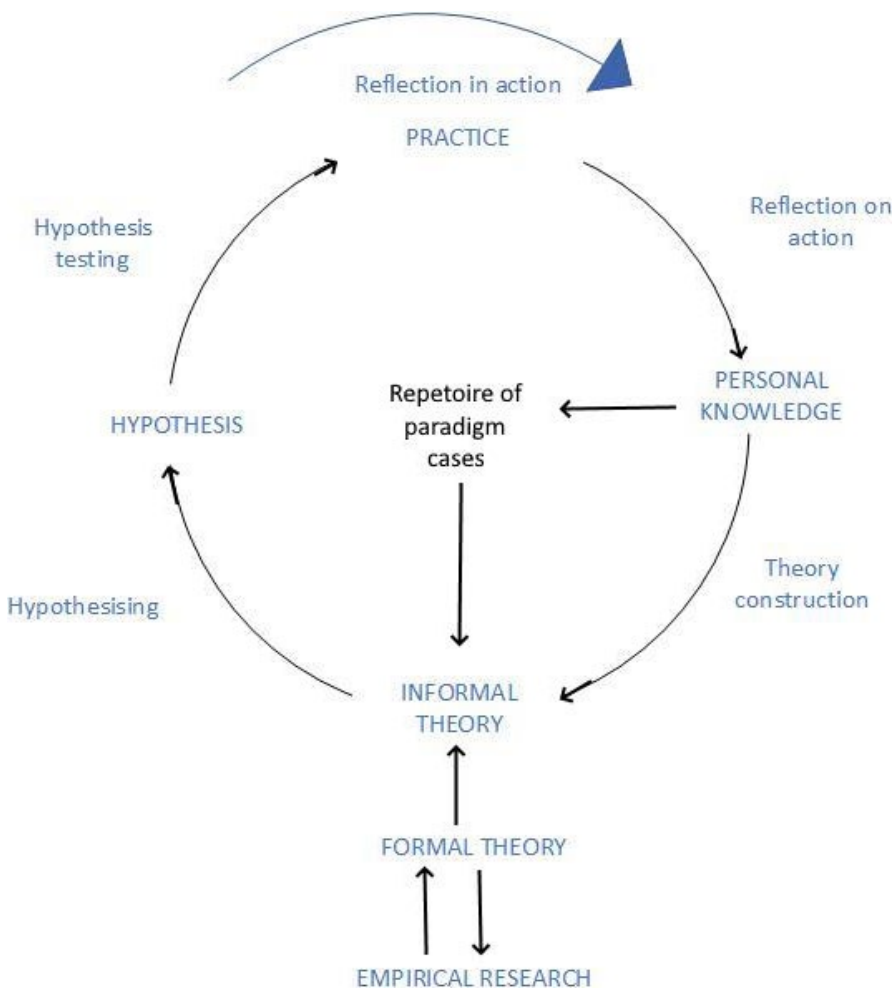 Reflection in action
PRACTICE
Reflection on
action
Hypothesis
testing
PERSONAL
KNOWLEDGE
Repetoire of
paradigm
cases
HYPOTHESIS
Theory
construction
Hypothesising
INFORMAL
THEORY
FORMAL THEORY
EMPIRICAL RESEARCH